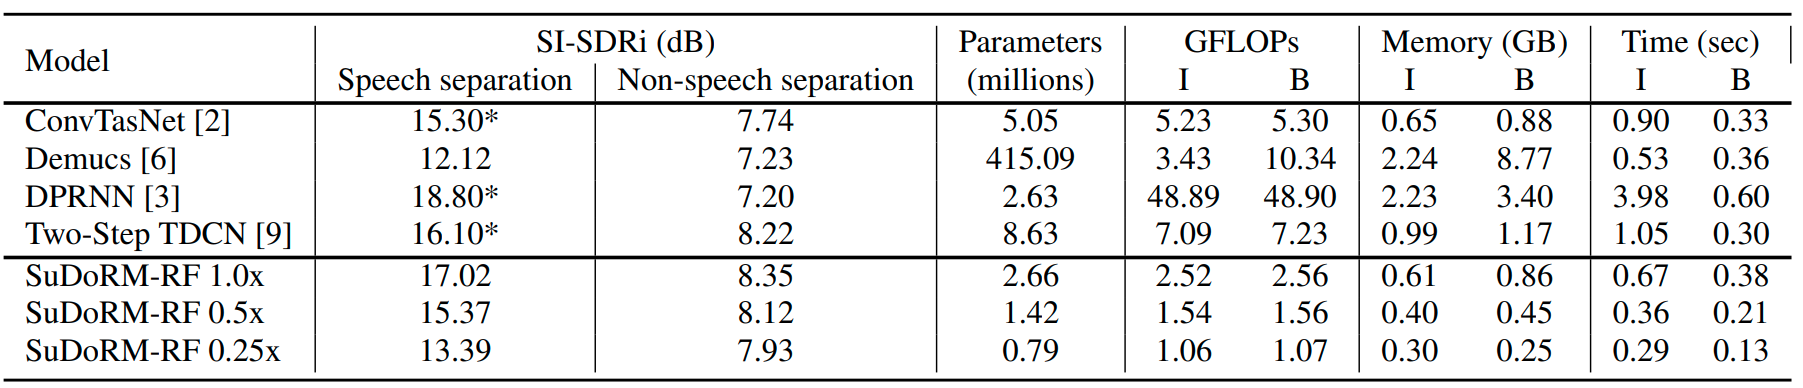 Model SI-SDRi (dB) Parameters GFLOPs Memory (GB) Time (sec)
Speech separation Non-speech separation (millions) I B I B I B
ConvTasNet [2] 15.30* 7.74 5.05 5.23 5.30 0.65 0.88 0.90 0.33
Demucs [6] 12.12 7.23 415.09 3.43 10.34 2.24 8.77 0.53 0.36
DPRNN [3] 18.80* 7.20 2.63 48.89 48.90 2.23 3.40 3.98 0.60
Two-Step TDCN [9] 16.10* 8.22 8.63 7.09 7.23 0.99 1.17 1.05 0.30
SuDoRM-RF 1.0x 17.02 8.35 2.66 2.52 2.56 0.61 0.86 0.67 0.38
SuDoRM-RF 0.5x 15.37 8.12 1.42 1.54 1.56 0.40 0.45 0.36 0.21
SuDoRM-RF 0.25x 13.39 7.93 0.79 1.06 1.07 0.30 0.25 0.29 0.13